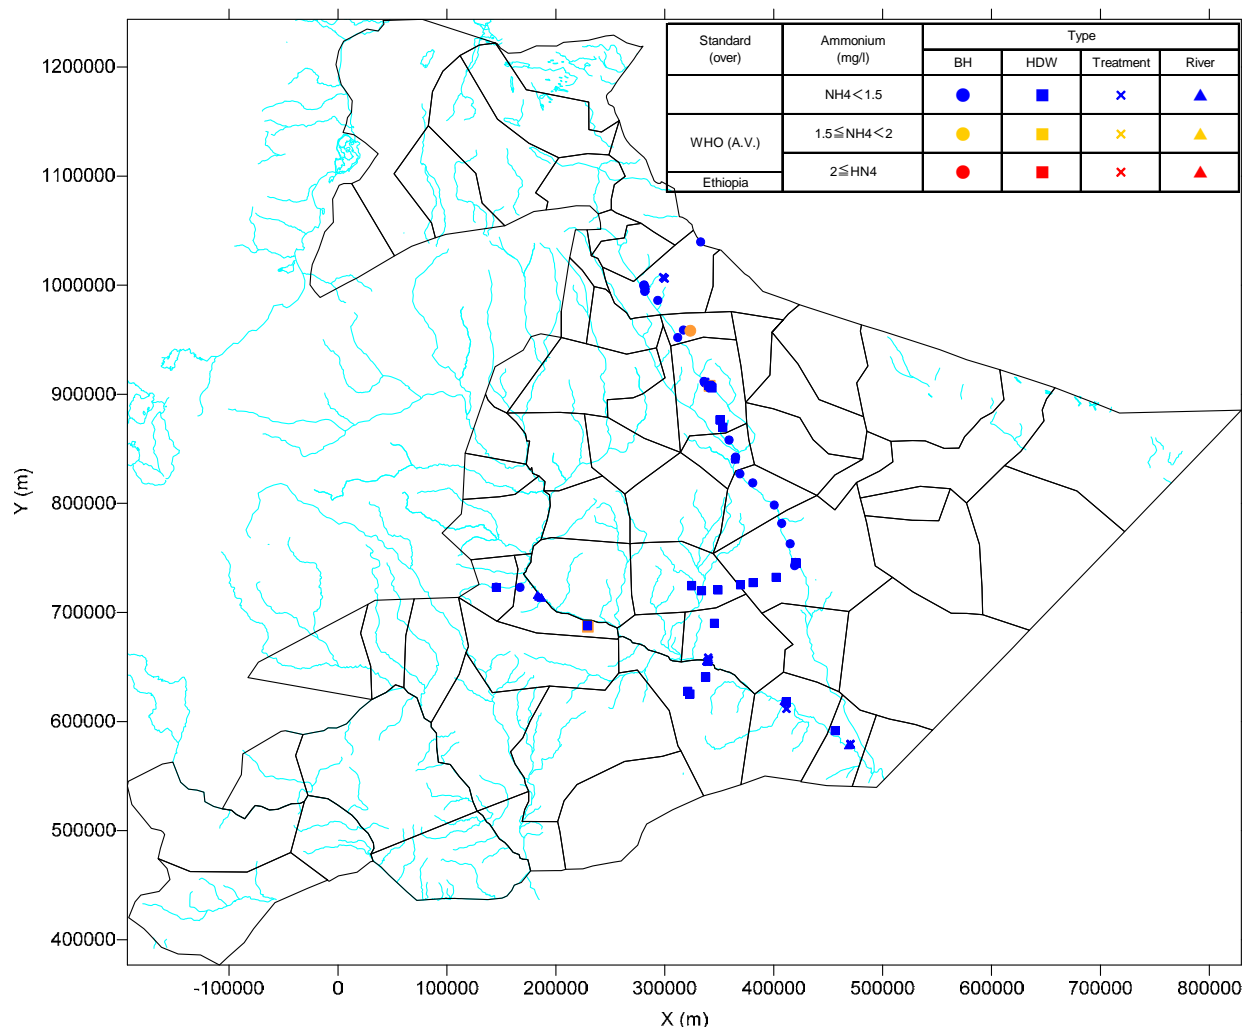 Standard
(over)
Ammonium
(mg/l)
Type
BH
HDW
Treatment
River
NH4＜1.5
WHO (A.V.)
1.5≦NH4＜2
2≦HN4
Ethiopia
1200000
1100000
1000000
900000
800000
700000
600000
500000
400000
Y (m)
-100000
0
100000
200000
300000
400000
500000
600000
700000
800000
X (m)